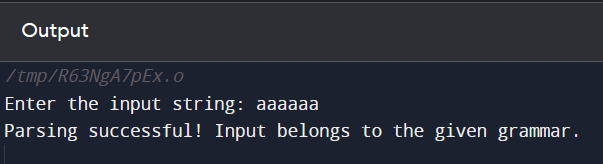 Output
/tmp/R63NgA7pEx.o
Enter the input string: aaaaaa
Parsing successful! Input belongs to the given grammar.